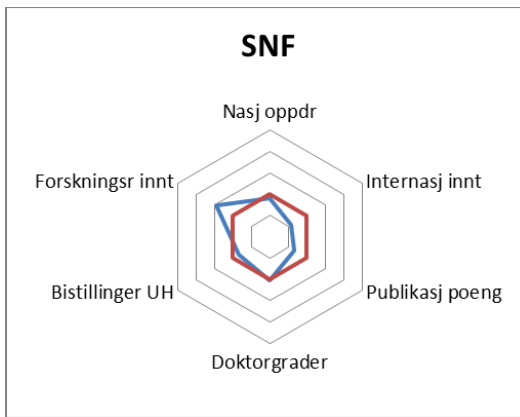 SNF
Nasj oppdr
Forskningsr innt
Internasj innt
Bistillinger UH
Publikasj poeng
Doktorgrader